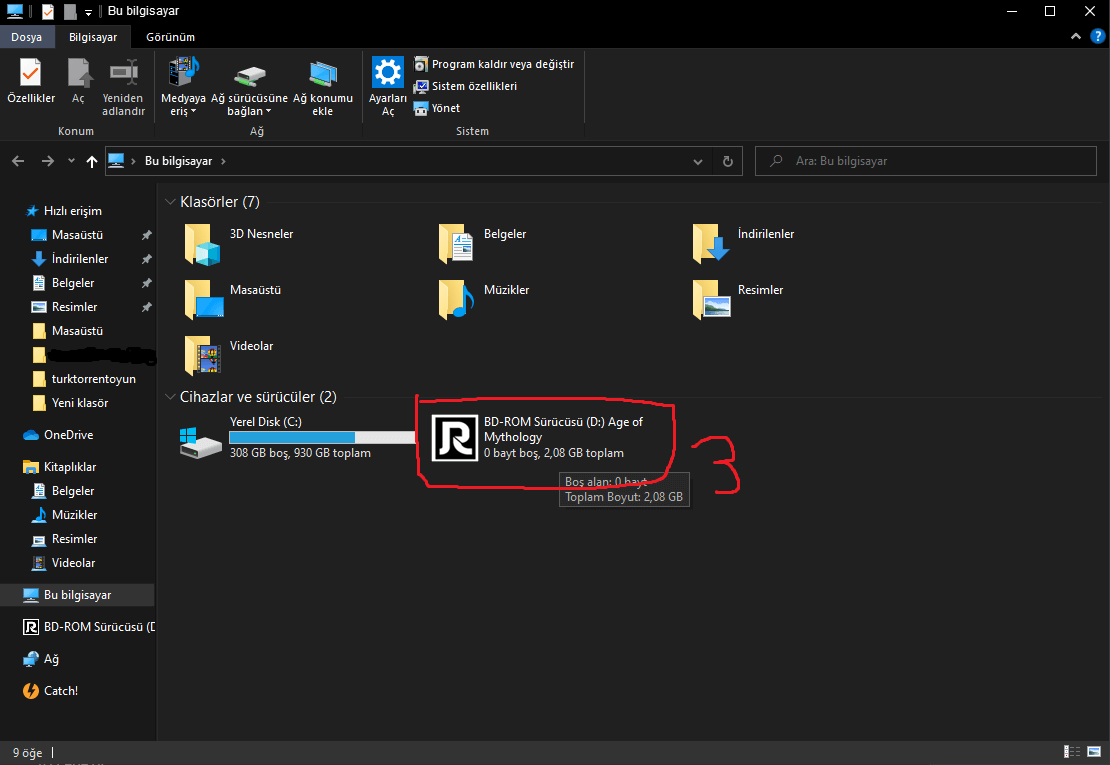 Bu bilgisayar
Dosya
Bilgisayar
Görünüm
Özellikler
Aç
Yeniden
adlandır
Konum
Medyaya
eriş
Ağ sürücüsüne
bağlan
Ağ konumu
ekle
Ağ
Ayarları
Aç
Program kaldır veya değiştir
Sistem özellikleri
Yönet
Sistem
Bu bilgisayar
Ara: Bu bilgisayar
Hızlı erişim
Masaüstü
İndirilenler
Belgeler
Resimler
Masaüstü
turktorrentoyun
Yeni klasör
OneDrive
Kitaplıklar
Belgeler
Müzikler
Resimler
Videolar
Bu bilgisayar
BD-ROM Sürücüsü (D
Ağ
Catch!
Klasörler (7)
3D Nesneler
Belgeler
İndirilenler
Masaüstü
Müzikler
Resimler
Videolar
Cihazlar ve sürücüler (2)
Yerel Disk (C:)
308 GB boş, 930 GB toplam
BD-ROM Sürücüsü (D:) Age of
Mythology
0 bayt boş, 2,08 GB toplam
3
Boş alan: 0 bayt
Toplam Boyut: 2,08 GB
9 öğe